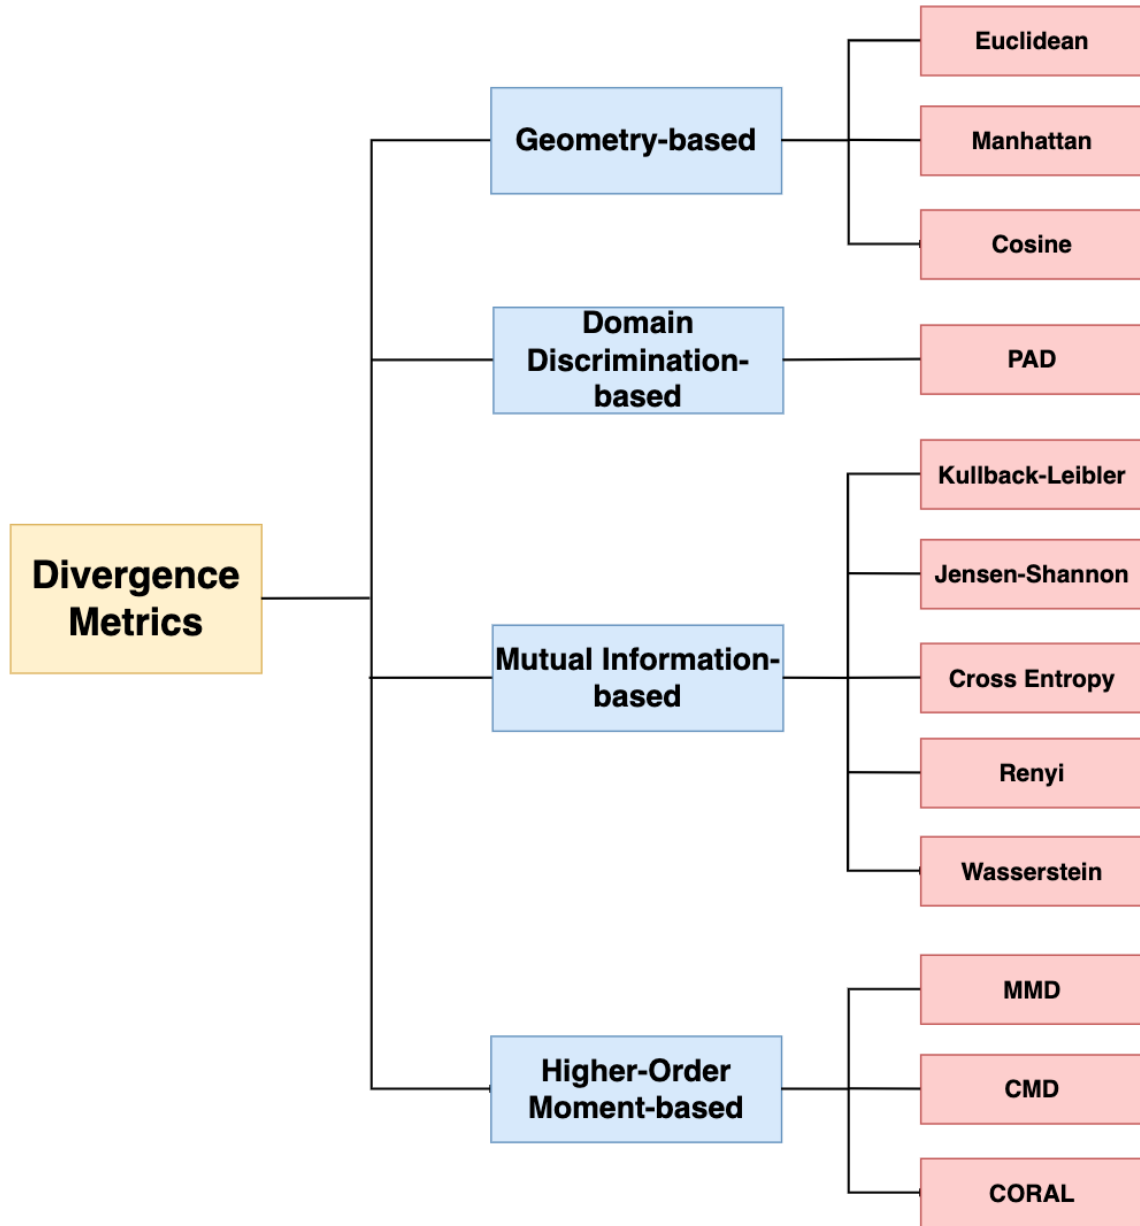 Divergence
Metrics
Geometry-based
Euclidean
Manhattan
Cosine
Domain
Discrimination-
based
PAD
Mutual Information-
based
Kullback-Leibler
Jensen-Shannon
Cross Entropy
Renyi
Wasserstein
Higher-Order
Moment-based
MMD
CMD
CORAL